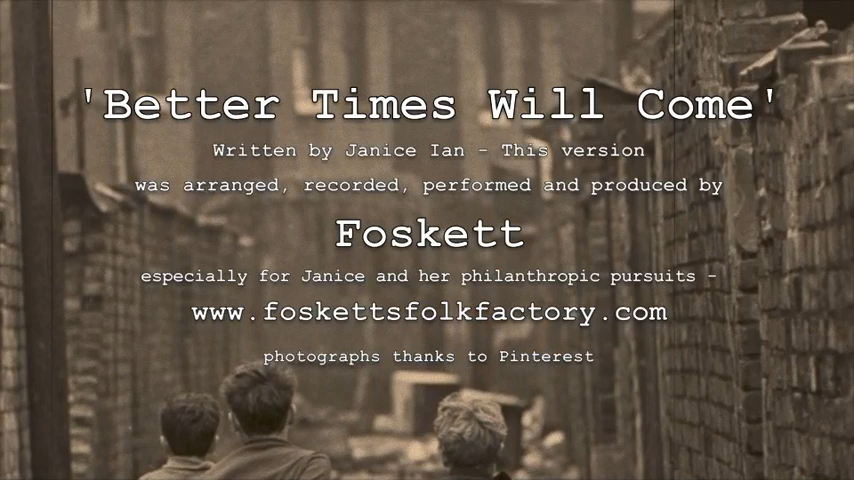 'Better Times Will Come'
Written by Janice Ian - This version
was arranged, recorded, performed and produced by
Foskett
especially for Janice and her philanthropic pursuits -
www.foskettsfolkfactory.com
photographs thanks to Pinterest